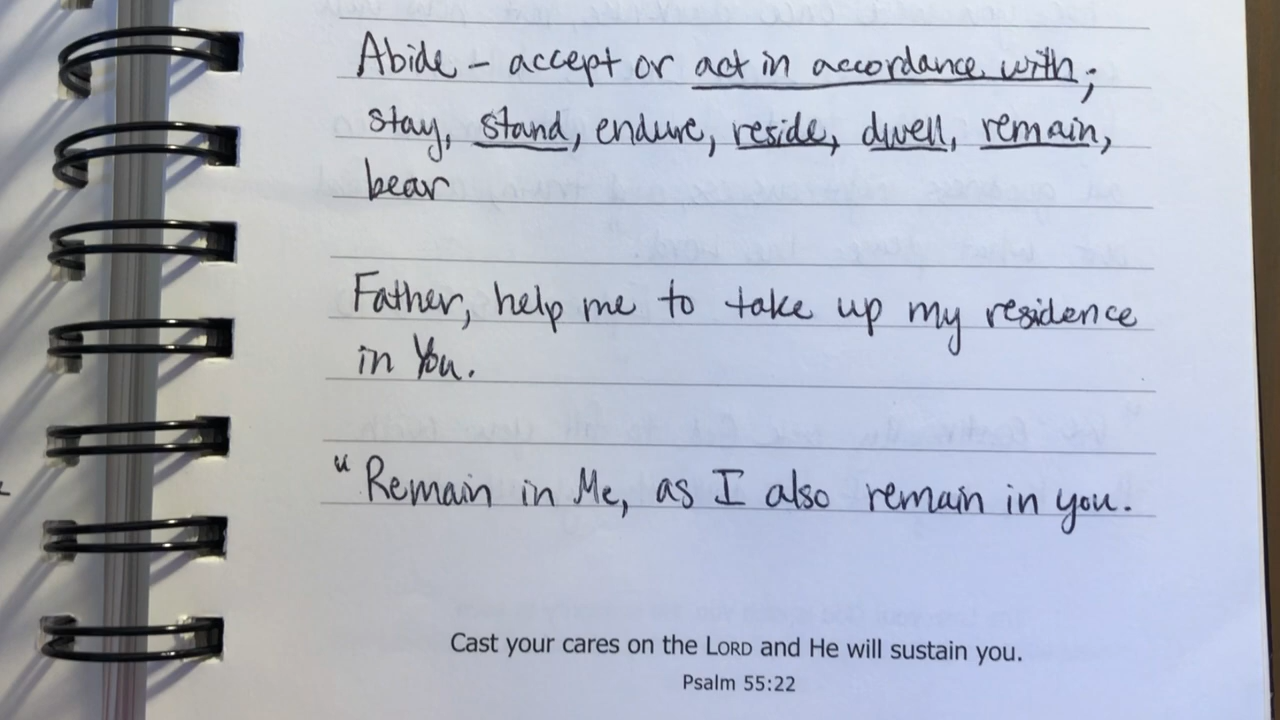 Abide - accept or act in accordance with;
stay, stand, endure, reside, dwell, remain,
bear
Father, help me to take up my residence
in You.
"Remain in Me, as I also remain in you.
Cast your cares on the LORD and He will sustain you.
Psalm 55:22